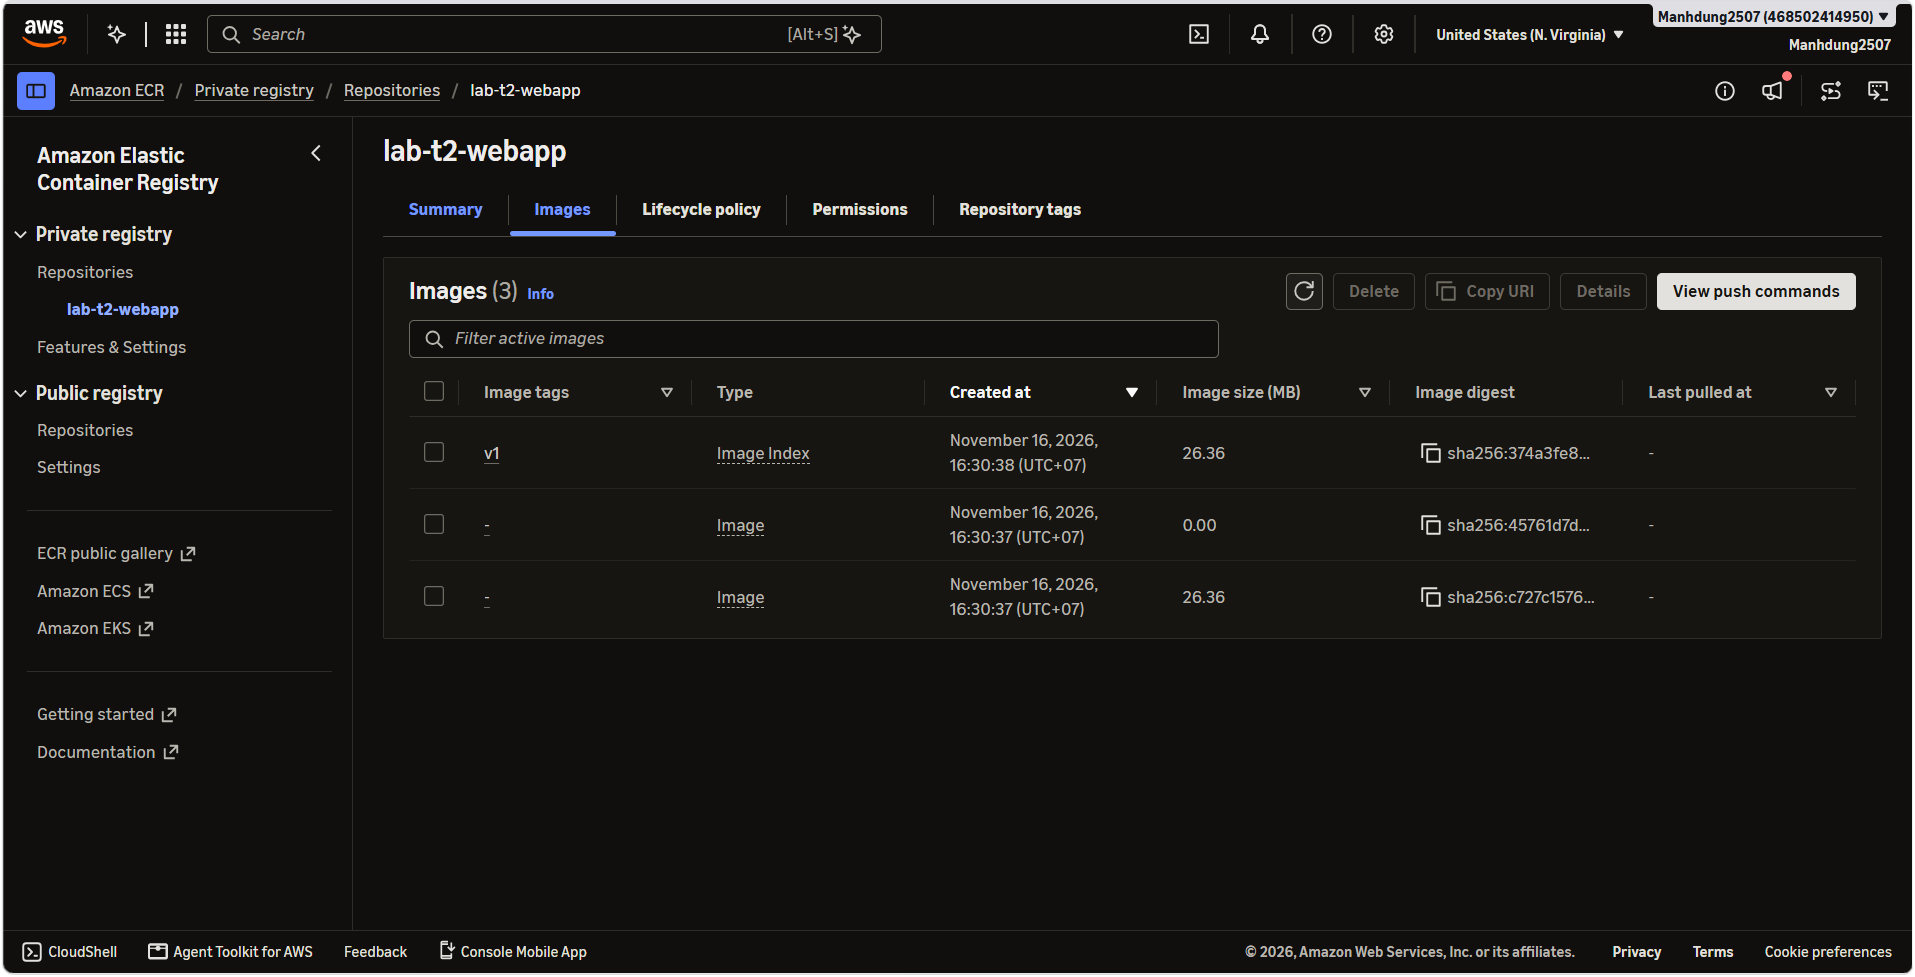 aws
Search
[Alt+S]
United States (N. Virginia)
Manhdung2507 (468502414950)
Manhdung2507
Amazon ECR / Private registry / Repositories / lab-t2-webapp
Amazon Elastic
Container Registry
Private registry
Repositories
lab-t2-webapp
Features & Settings
Public registry
Repositories
Settings
ECR public gallery
Amazon ECS
Amazon EKS
Getting started
Documentation
lab-t2-webapp
Summary
Images
Lifecycle policy
Permissions
Repository tags
Images (3) Info
Delete
Copy URI
Details
View push commands
Filter active images
Image tags
Type
Created at
Image size (MB)
Image digest
Last pulled at
v1
Image Index
November 16, 2026,
16:30:38 (UTC+07)
26.36
sha256:374a3fe8...
-
-
Image
November 16, 2026,
16:30:37 (UTC+07)
0.00
sha256:45761d7d...
-
-
Image
November 16, 2026,
16:30:37 (UTC+07)
26.36
sha256:c727c1576...
-
CloudShell
Agent Toolkit for AWS
Feedback
Console Mobile App
© 2026, Amazon Web Services, Inc. or its affiliates.
Privacy
Terms
Cookie preferences